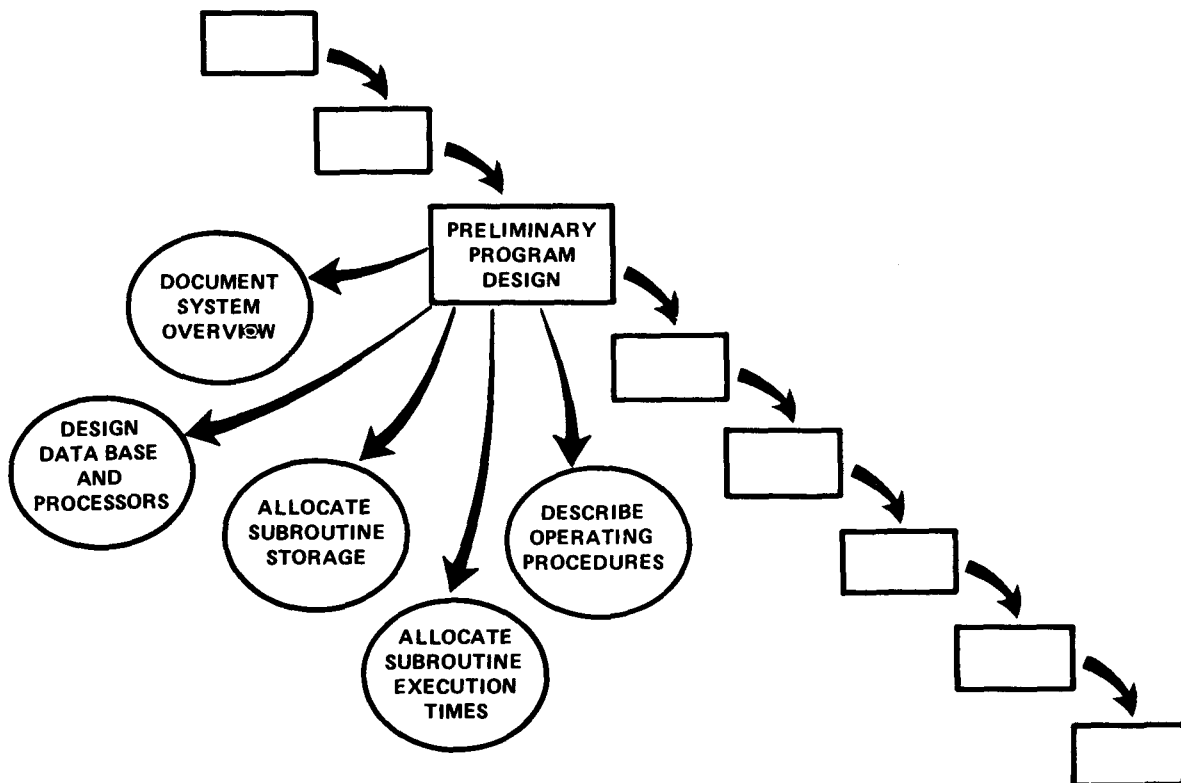 PRELIMINARY
PROGRAM
DESIGN
DOCUMENT
SYSTEM
OVERVIEW
DESIGN
DATA BASE
AND
PROCESSORS
ALLOCATE
SUBROUTINE
STORAGE
DESCRIBE
OPERATING
PROCEDURES
ALLOCATE
SUBROUTINE
EXECUTION
TIMES